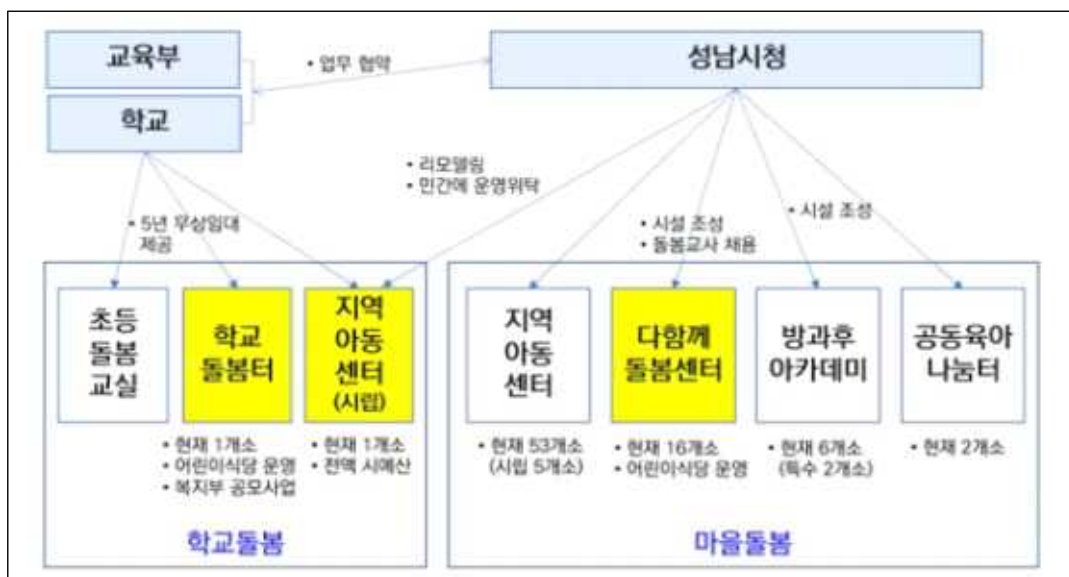 교육부
학교
• 업무 협약
성남시청
• 리모델링
• 민간에 운영위탁
• 5년 무상임대
제공
• 시설 조성
• 돌봄교사 채용
• 시설 조성
초등
돌봄
교실
학교
돌봄터
지역
아동
센터
(시립)
지역
아동
센터
다함께
돌봄센터
방과후
아카데미
공동육아
나눔터
• 현재 1개소
• 어린이식당 운영
• 복지부 공모사업
• 현재 1개소
• 전액 시예산
• 현재 53개소
(시립 5개소)
• 현재 16개소
• 어린이식당 운영
• 현재 6개소
(특수 2개소)
• 현재 2개소
학교돌봄
마을돌봄